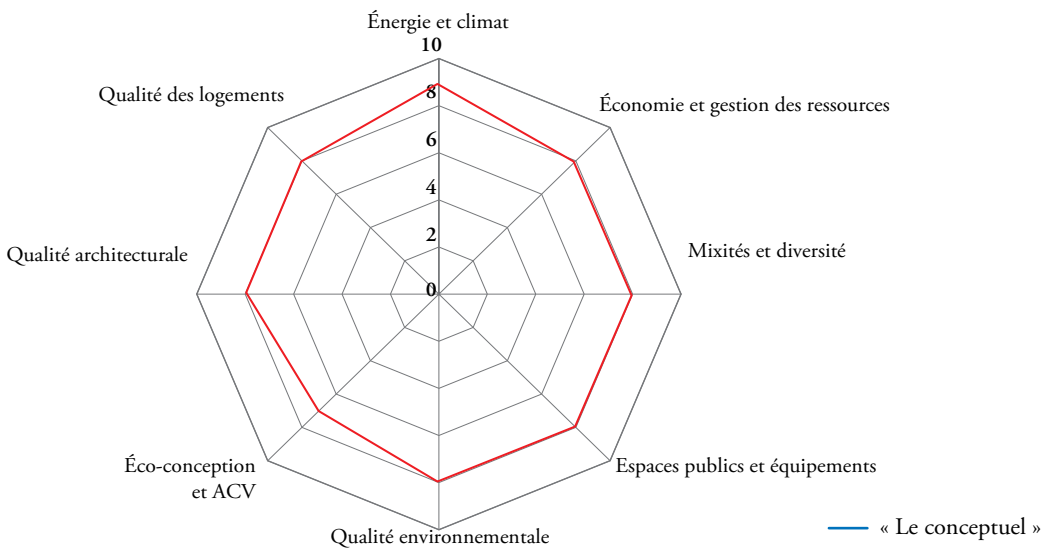 Énergie et climat
10
Qualité des logements
8
Économie et gestion des ressources
6
4
2
Qualité architecturale
Mixités et diversité
0
Éco-conception
et ACV
Espaces publics et équipements
Qualité environnementale
« Le conceptuel »